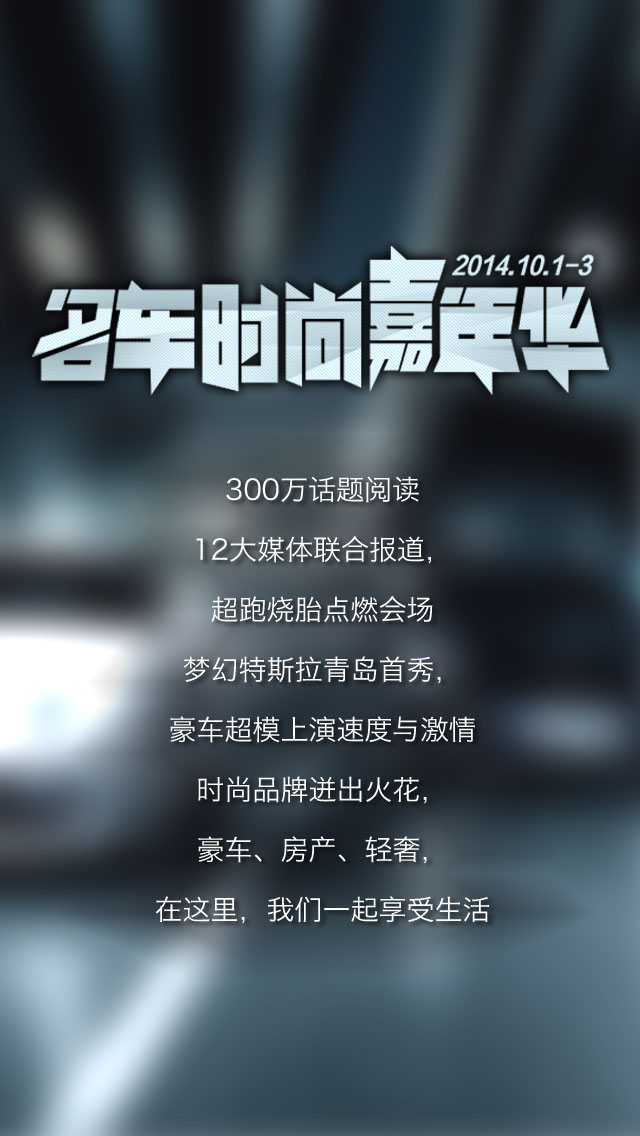 2014.10.1-3
名车时尚嘉年华
300万话题阅读
12大媒体联合报道，
超跑烧胎点燃会场
梦幻特斯拉青岛首秀，
豪车超模上演速度与激情
时尚品牌迸出火花，
豪车、房产、轻奢，
在这里，我们一起享受生活